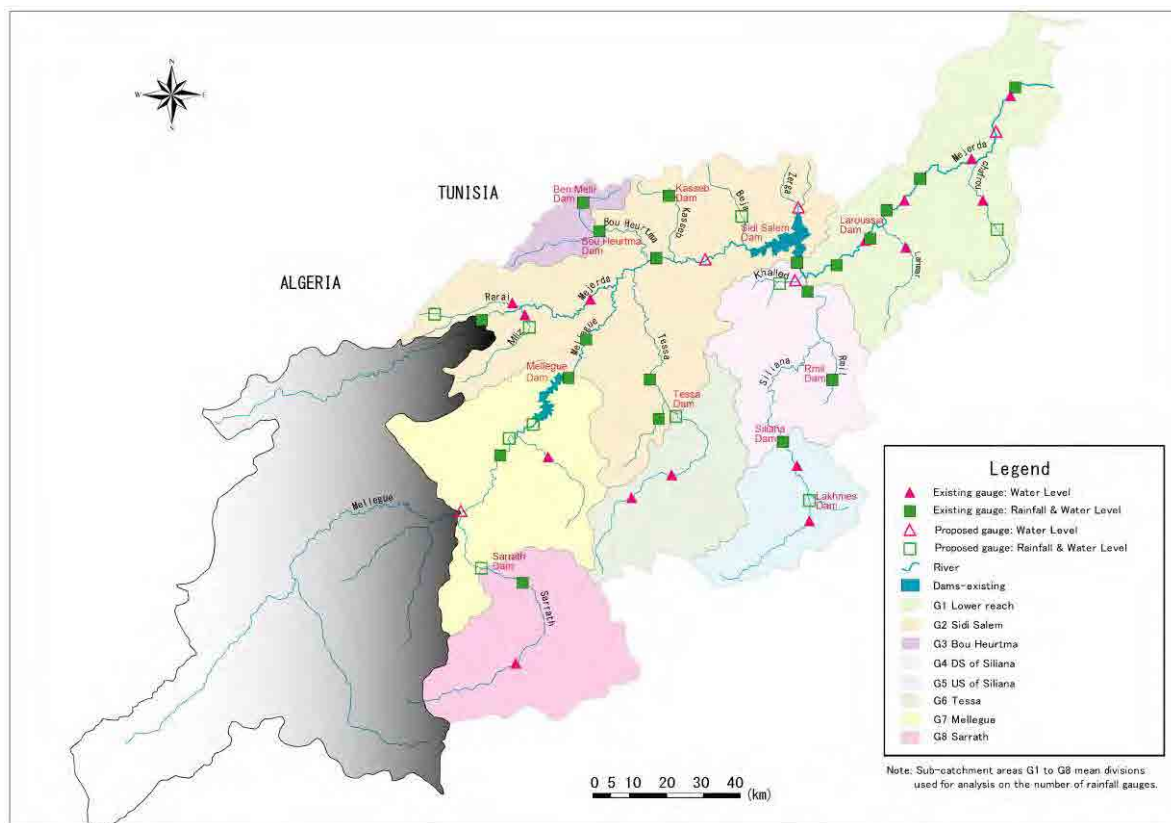 N
W
E
S
TUNISIA
ALGERIA
Ben Metir
Dam
Kasseb
Dam
Bou Heurtma
Bou Heurtma
Dam
Kasseb
Beja
Zerga
Sidi Salem
Dam
Laroussia
Dam
Mejerda
Chafrou
Lahmar
Khalled
Rarai
Mejerda
Mliz
Mellegue
Mellegue
Dam
Tessa
Tessa
Dam
Siliana
Rmil
Rmil
Dam
Siliana
Dam
Lakhmes
Dam
Mellegue
Sarrath
Dam
Sarrath
Legend
Existing gauge: Water Level
Existing gauge: Rainfall & Water Level
Proposed gauge: Water Level
Proposed gauge: Rainfall & Water Level
River
Dams-existing
G1 Lower reach
G2 Sidi Salem
G3 Bou Heurtma
G4 DS of Siliana
G5 US of Siliana
G6 Tessa
G7 Mellegue
G8 Sarrath
Note: Sub-catchment areas G1 to G8 mean divisions
used for analysis on the number of rainfall gauges.
0 5 10 20 30 40
(km)